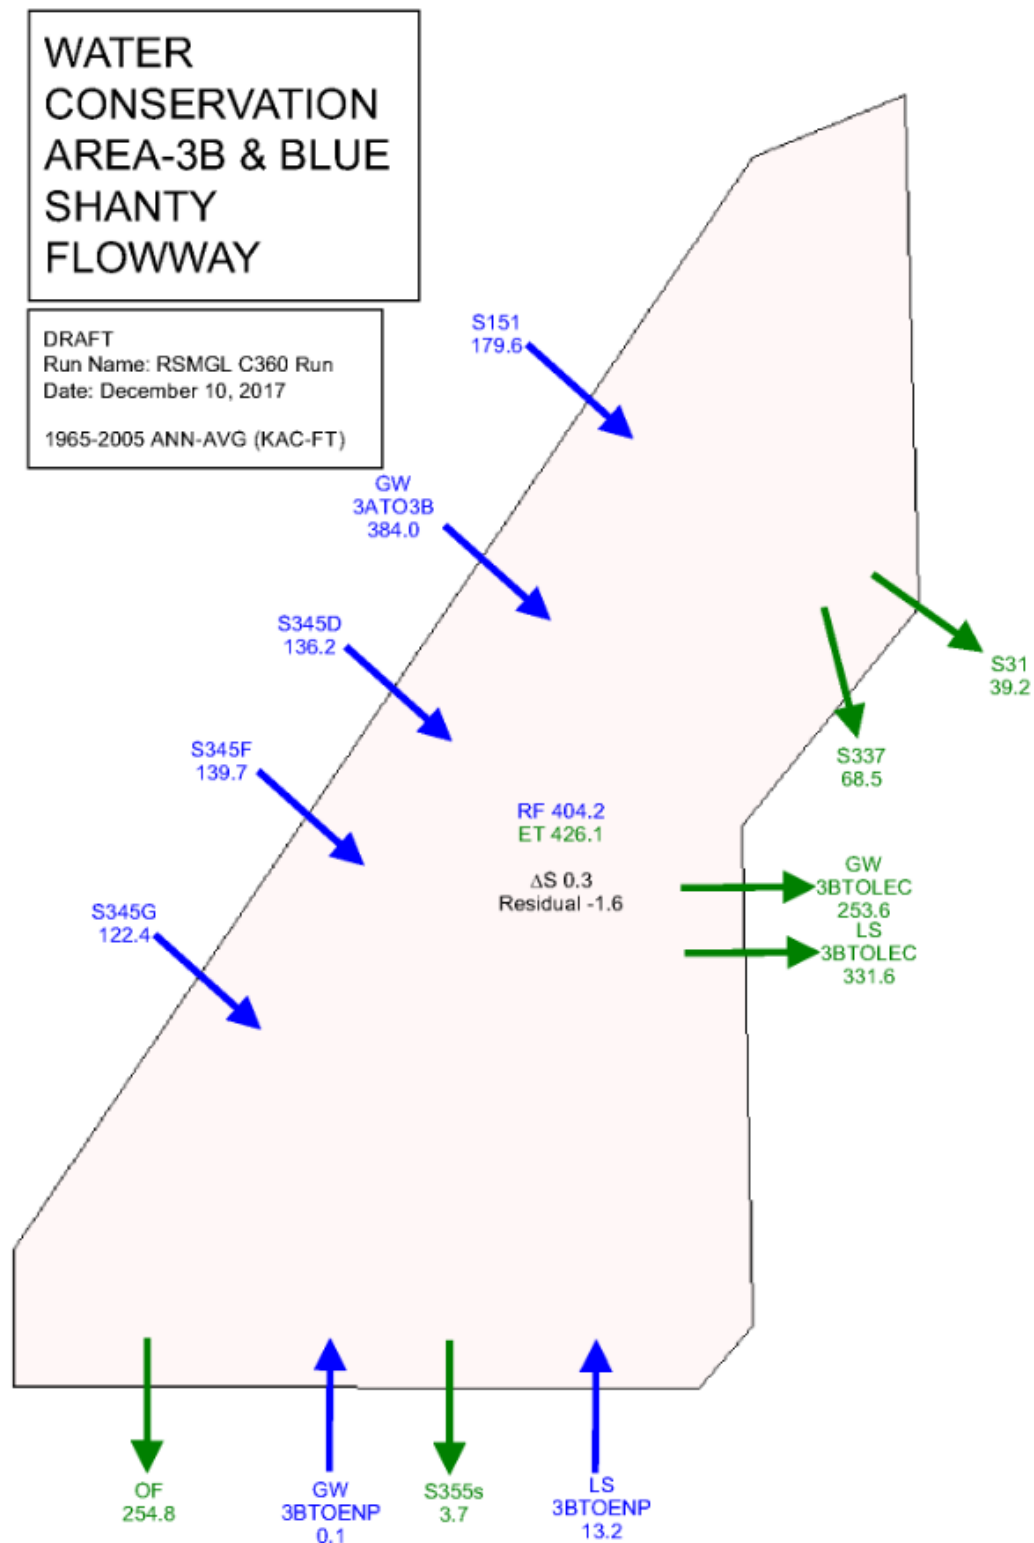 WATER
CONSERVATION
AREA-3B & BLUE
SHANTY
FLOWWAY
DRAFT
Run Name: RSMGL C360 Run
Date: December 10, 2017
1965-2005 ANN-AVG (KAC-FT)
S151
179.6
GW
3ATO3B
384.0
S345D
136.2
S31
39.2
S345F
139.7
S337
68.5
RF 404.2
ET 426.1
ΔS 0.3
Residual -1.6
GW
3BTOLEC
253.6
LS
3BTOLEC
331.6
S345G
122.4
OF
254.8
GW
3BTOENP
0.1
S355s
3.7
LS
3BTOENP
13.2